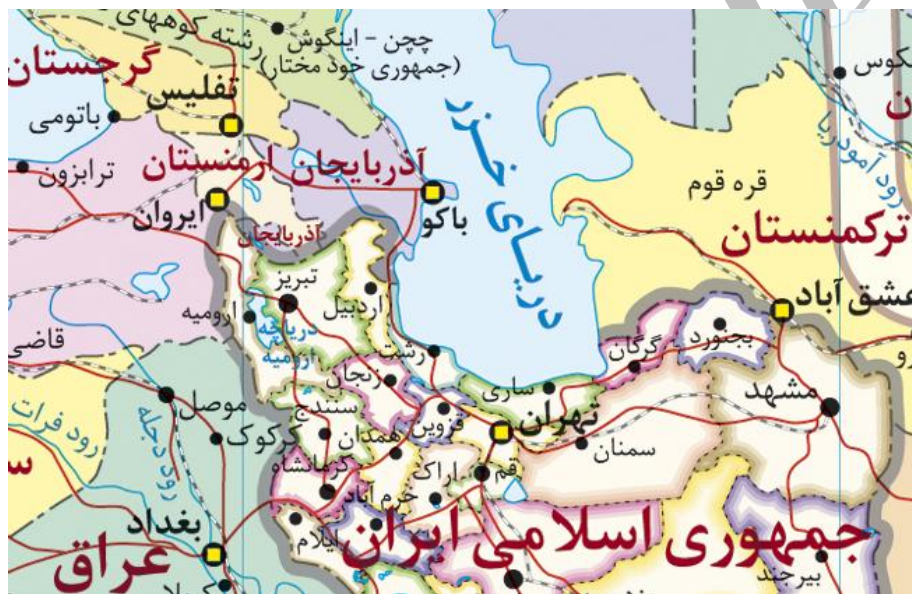 رشته کوههای
چچن - اینگوش
(جمهوری خود مختار)
گرجستان
تفلیس
باتومی
ترابزون
ارمنستان
آذربایجان
ایروان
باکو
دریای خزر
رود آمودریا
قره قوم
ترکمنستان
عشق آباد
آذربایجان
تبریز
اردبیل
ارومیه
دریاچه
ارومیه
رشت
زنجان
قزوین
ساری
گرگان
بجنورد
مشهد
تهران
سمنان
قم
اراک
همدان
سنندج
کرمانشاه
خرم آباد
ایلام
موصل
کرکوک
رود دجله
رود فرات
بغداد
عراق
جمهوری اسلامی ایران
بیرجند